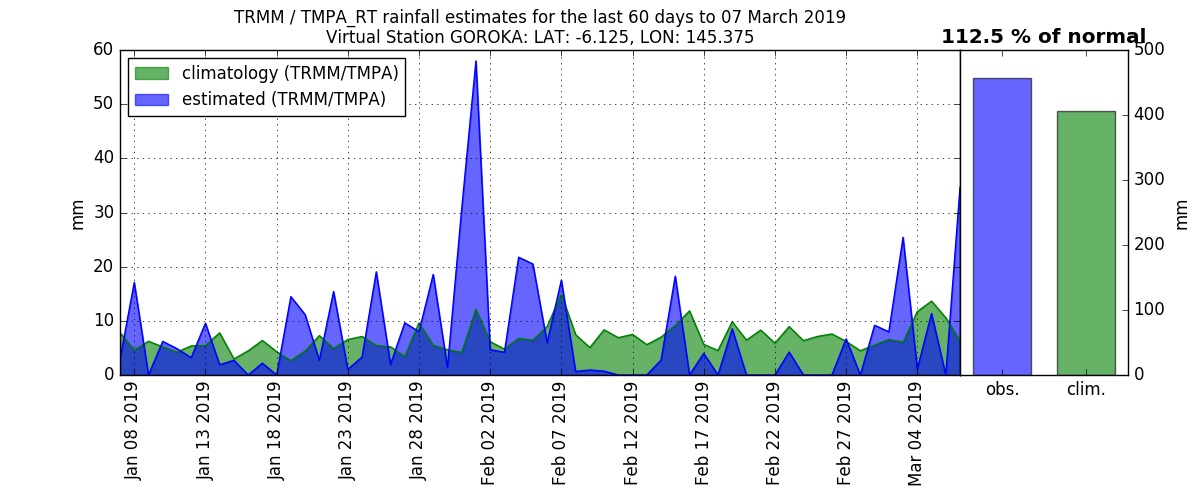 TRMM / TMPA_RT rainfall estimates for the last 60 days to 07 March 2019
Virtual Station GOROKA: LAT: -6.125, LON: 145.375
112.5 % of normal
climatology (TRMM/TMPA)
estimated (TRMM/TMPA)
60
50
40
30
20
10
0
mm
500
400
300
200
100
0
mm
Jan 08 2019
Jan 13 2019
Jan 18 2019
Jan 23 2019
Jan 28 2019
Feb 02 2019
Feb 07 2019
Feb 12 2019
Feb 17 2019
Feb 22 2019
Feb 27 2019
Mar 04 2019
obs.
clim.